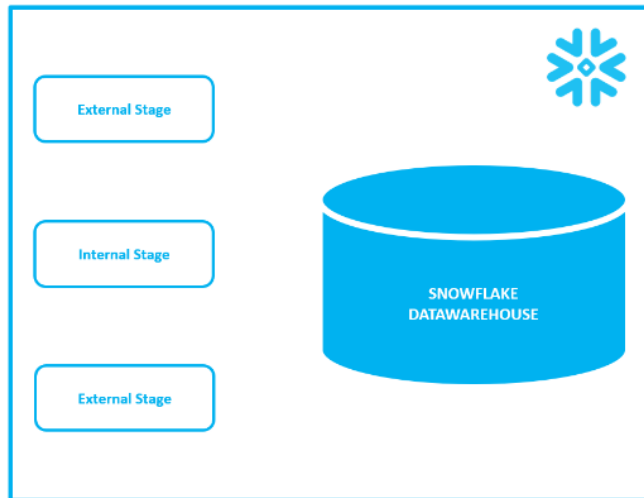 External Stage
Internal Stage
SNOWFLAKE
DATAWAREHOUSE
External Stage